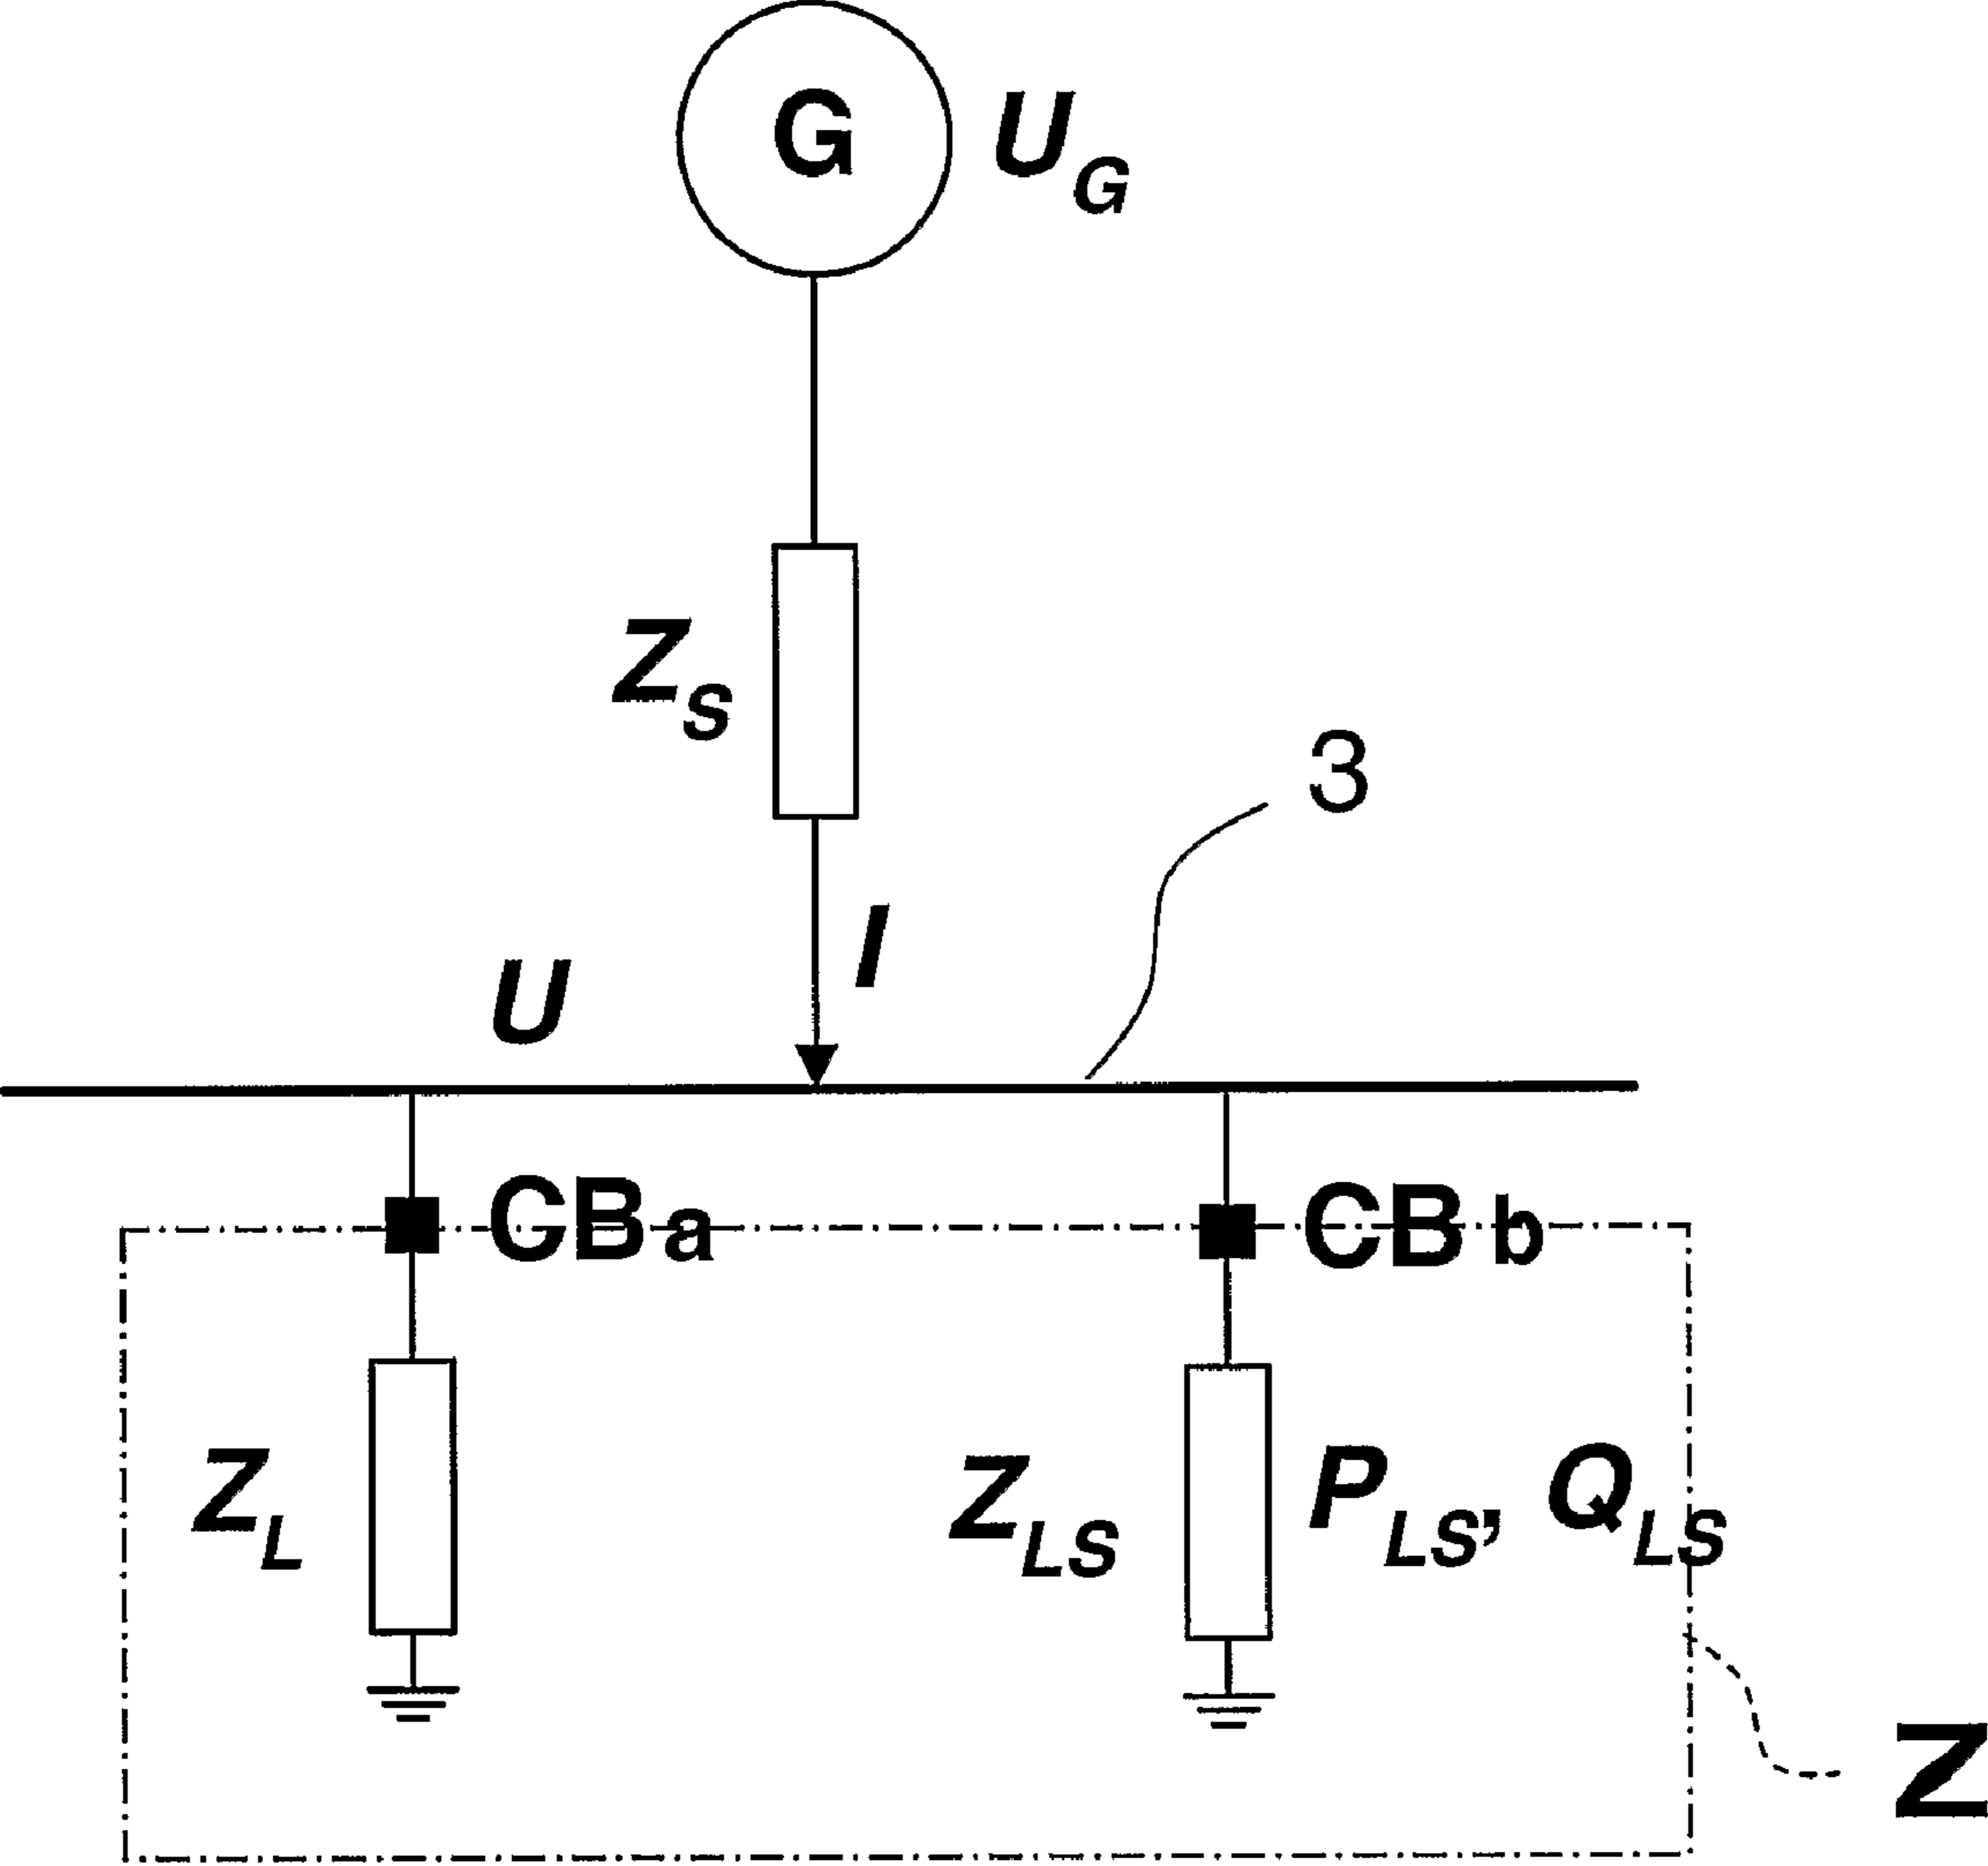 G U_G
Z_S
3
I
U
CBa CBb
Z_L Z_LS P_LS, Q_LS
Z